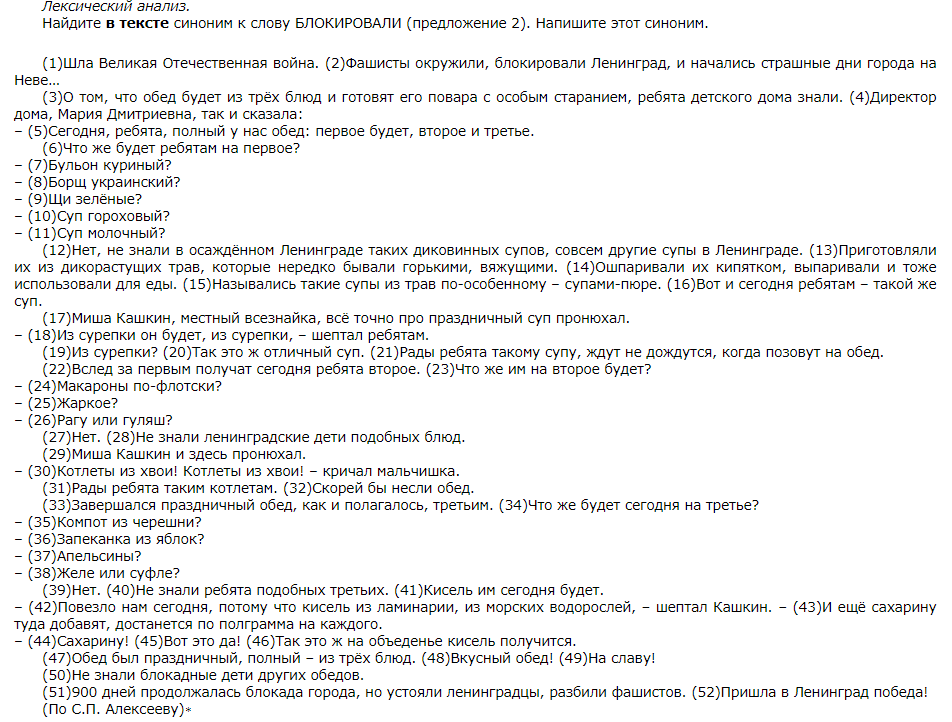 Лексический анализ.
Найдите в тексте синоним к слову БЛОКИРОВАЛИ (предложение 2). Напишите этот синоним.
(1)Шла Великая Отечественная война. (2)Фашисты окружили, блокировали Ленинград, и начались страшные дни города на
Неве...
(3)О том, что обед будет из трёх блюд и готовят его повара с особым старанием, ребята детского дома знали. (4)Директор
дома, Мария Дмитриевна, так и сказала:
– (5)Сегодня, ребята, полный у нас обед: первое будет, второе и третье.
(6)Что же будет ребятам на первое?
– (7)Бульон куриный?
– (8)Борщ украинский?
– (9)Щи зелёные?
– (10)Суп гороховый?
– (11)Суп молочный?
(12)Нет, не знали в осаждённом Ленинграде таких диковинных супов, совсем другие супы в Ленинграде. (13)Приготовляли
их из дикорастущих трав, которые нередко бывали горькими, вяжущими. (14)Ошпаривали их кипятком, выпаривали и тоже
использовали для еды. (15)Назывались такие супы из трав по-особенному – супами-пюре. (16)Вот и сегодня ребятам – такой же
суп.
(17)Миша Кашкин, местный всезнайка, всё точно про праздничный суп пронюхал.
– (18)Из сурепки он будет, из сурепки, – шептал ребятам.
(19)Из сурепки? (20)Так это ж отличный суп. (21)Рады ребята такому супу, ждут не дождутся, когда позовут на обед.
(22)Вслед за первым получат сегодня ребята второе. (23)Что же им на второе будет?
– (24)Макароны по-флотски?
– (25)Жаркое?
– (26)Рагу или гуляш?
(27)Нет. (28)Не знали ленинградские дети подобных блюд.
(29)Миша Кашкин и здесь пронюхал.
– (30)Котлеты из хвои! Котлеты из хвои! – кричал мальчишка.
(31)Рады ребята таким котлетам. (32)Скорей бы несли обед.
(33)Завершался праздничный обед, как и полагалось, третьим. (34)Что же будет сегодня на третье?
– (35)Компот из черешни?
– (36)Запеканка из яблок?
– (37)Апельсины?
– (38)Желе или суфле?
(39)Нет. (40)Не знали ребята подобных третьих. (41)Кисель им сегодня будет.
– (42)Повезло нам сегодня, потому что кисель из ламинарии, из морских водорослей, – шептал Кашкин. – (43)И ещё сахарину
туда добавят, достанется по полграмма на каждого.
– (44)Сахарину! (45)Вот это да! (46)Так это ж на объеденье кисель получится.
(47)Обед был праздничный, полный – из трёх блюд. (48)Вкусный обед! (49)На славу!
(50)Не знали блокадные дети других обедов.
(51)900 дней продолжалась блокада города, но устояли ленинградцы, разбили фашистов. (52)Пришла в Ленинград победа!
(По С.П. Алексееву)*